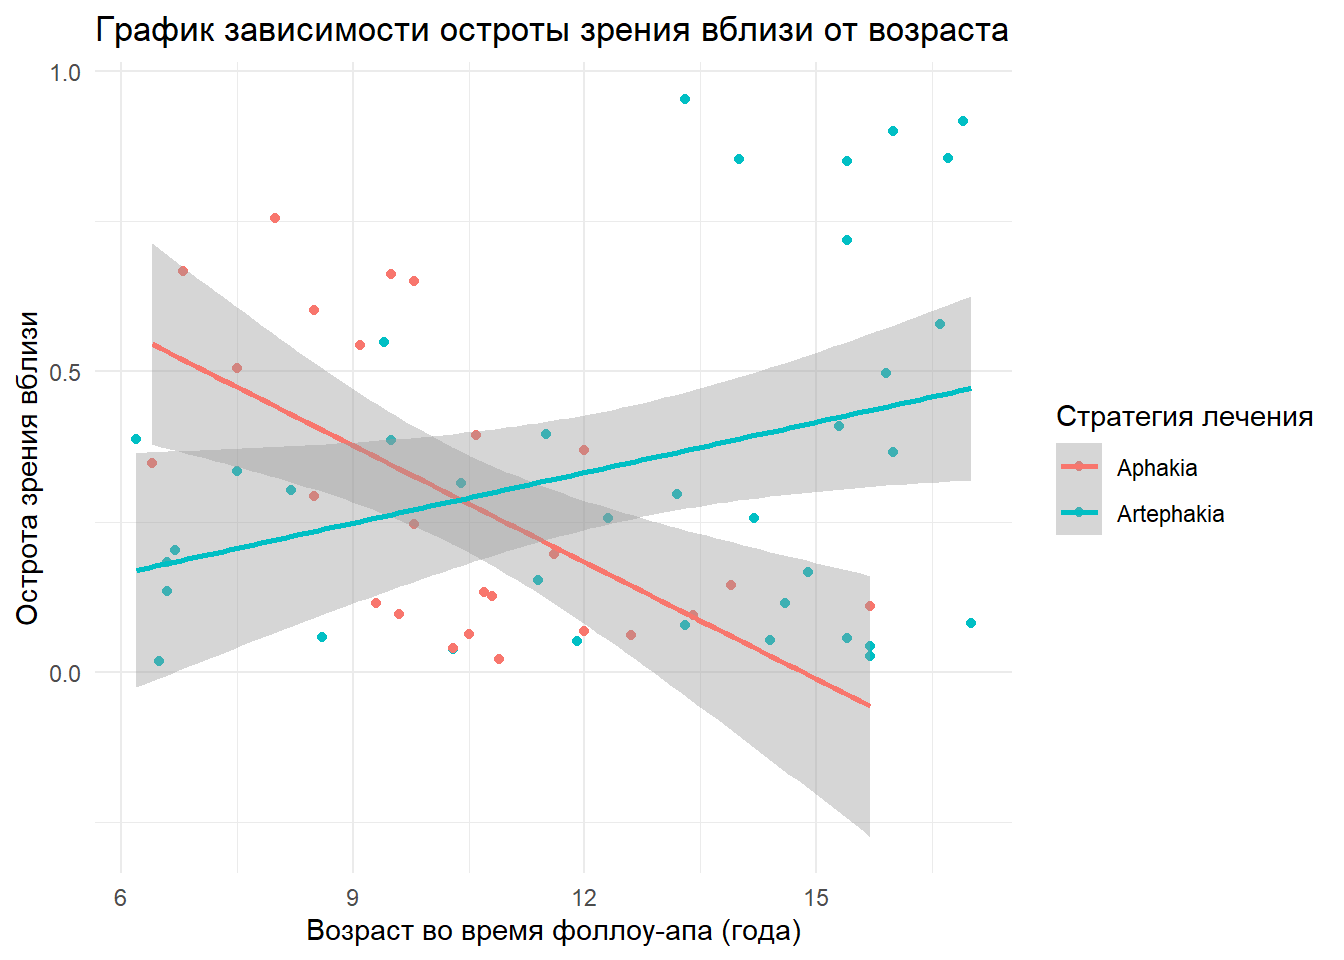 График зависимости остроты зрения вблизи от возраста
1.0
0.5
0.0
Острота зрения вблизи
6 9 12 15
Возраст во время фоллоу-апа (года)
Стратегия лечения
Aphakia
Artephakia